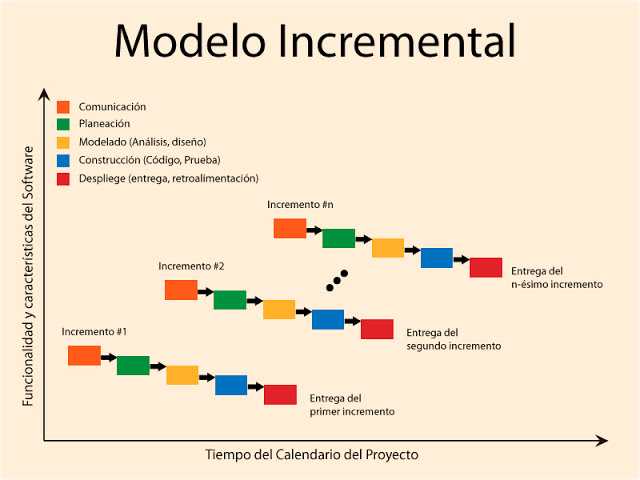 Modelo Incremental
Funcionalidad y características del Software
Comunicación
Planeación
Modelado (Análisis, diseño)
Construcción (Código, Prueba)
Despliege (entrega, retroalimentación)
Incremento #n
Entrega del
n-ésimo incremento
Incremento #2
Entrega del
segundo incremento
Incremento #1
Entrega del
primer incremento
Tiempo del Calendario del Proyecto